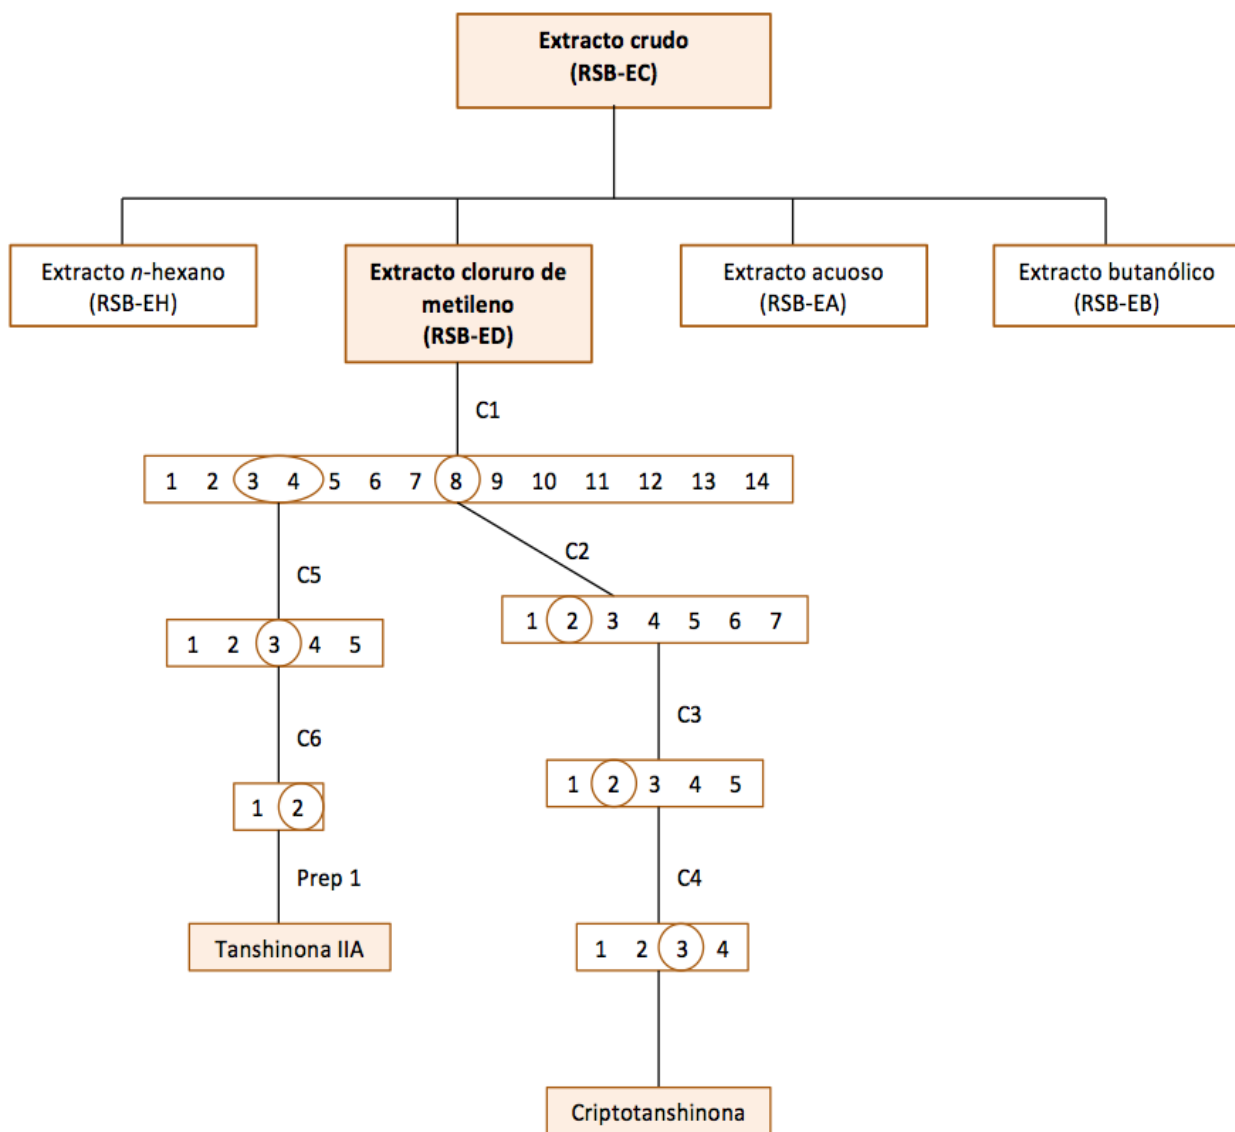 Extracto crudo
(RSB-EC)
Extracto n-hexano
(RSB-EH)
Extracto cloruro de
metileno
(RSB-ED)
Extracto acuoso
(RSB-EA)
Extracto butanólico
(RSB-EB)
C1
1 2 3 4 5 6 7 8 9 10 11 12 13 14
C5
C2
1 2 3 4 5
1 2 3 4 5 6 7
C6
C3
1 2
1 2 3 4 5
Prep 1
C4
Tanshinona IIA
1 2 3 4
Criptotanshinona